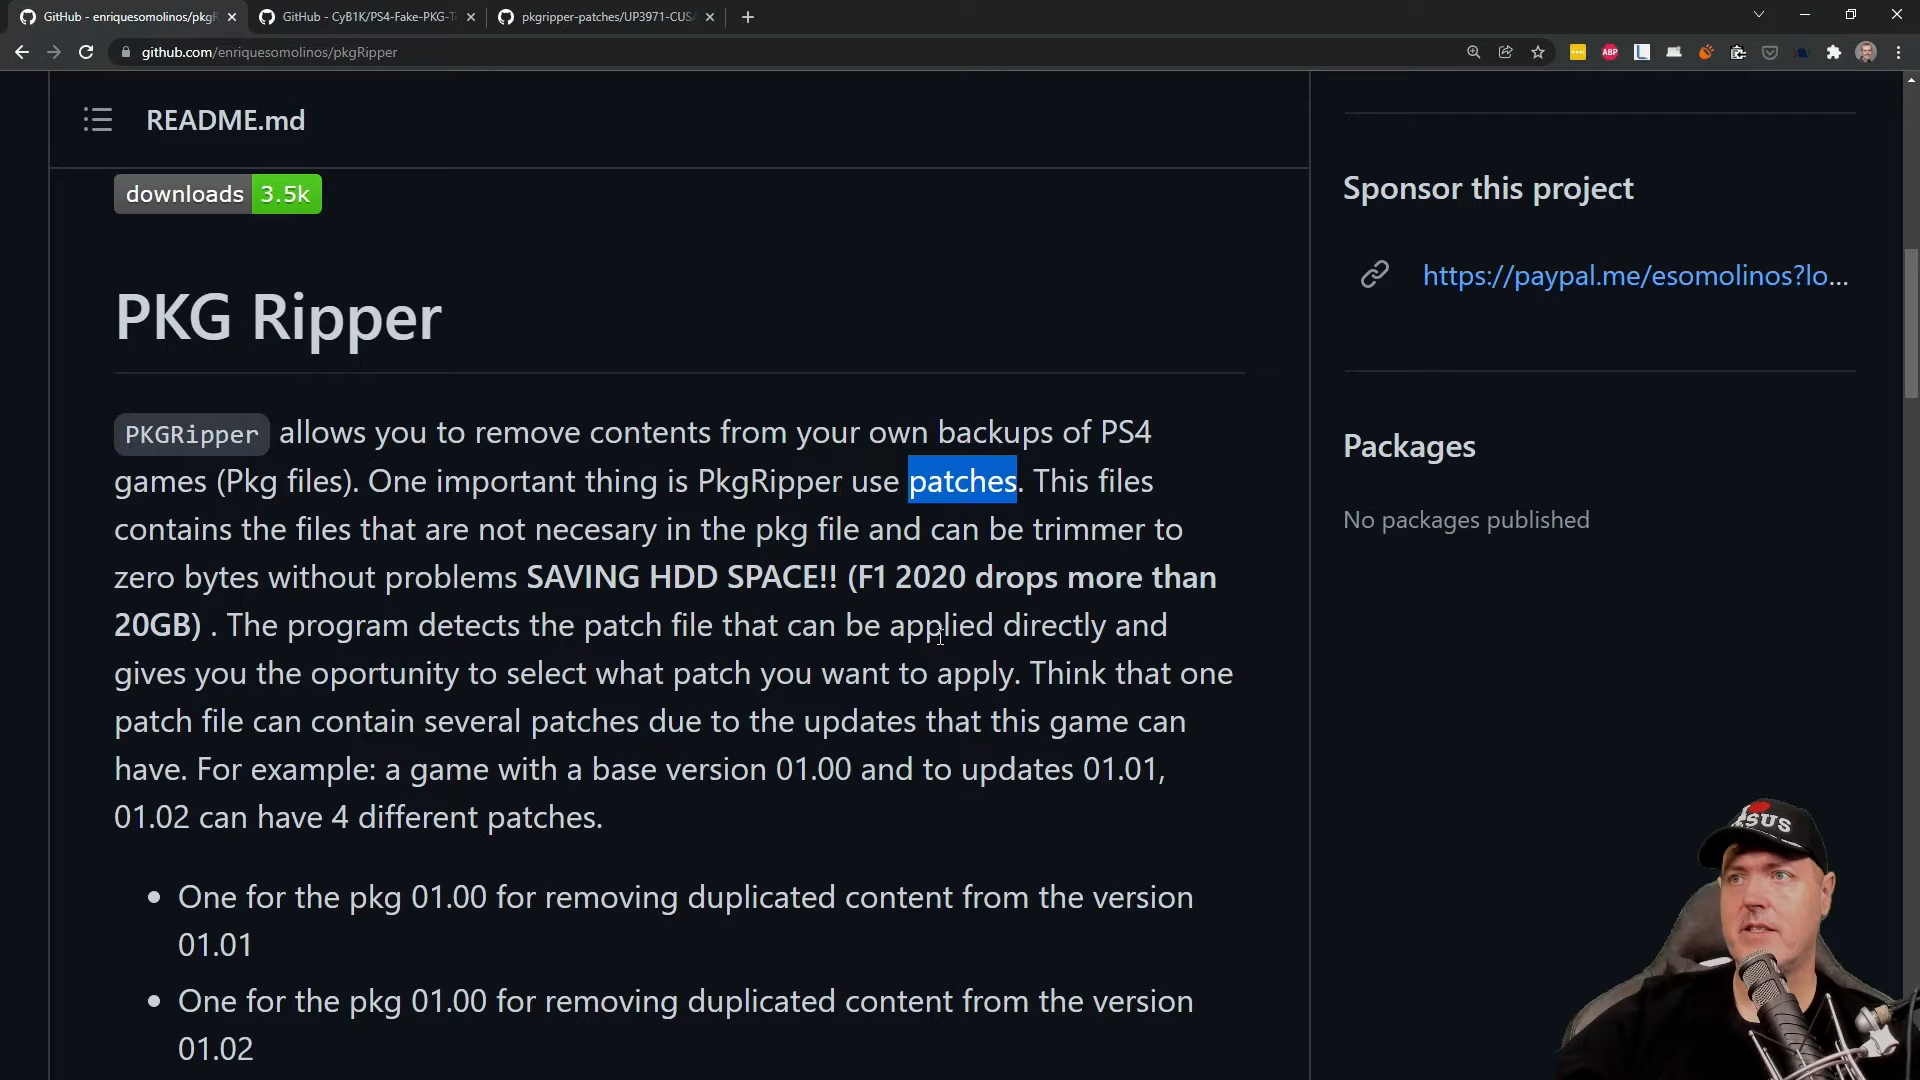 GitHub - enriquesomolinos/pkgR
GitHub - CyB1K/PS4-Fake-PKG-T
pkgripper-patches/UP3971-CUSA
github.com/enriquesomolinos/pkgRipper
ABP
README.md
downloads 3.5k
PKG Ripper
PKGRipper allows you to remove contents from your own backups of PS4
games (Pkg files). One important thing is PkgRipper use patches. This files
contains the files that are not necesary in the pkg file and can be trimmer to
zero bytes without problems SAVING HDD SPACE!! (F1 2020 drops more than
20GB) . The program detects the patch file that can be applied directly and
gives you the oportunity to select what patch you want to apply. Think that one
patch file can contain several patches due to the updates that this game can
have. For example: a game with a base version 01.00 and to updates 01.01,
01.02 can have 4 different patches.
• One for the pkg 01.00 for removing duplicated content from the version
01.01
• One for the pkg 01.00 for removing duplicated content from the version
01.02
Sponsor this project
https://paypal.me/esomolinos?lo...
Packages
No packages published